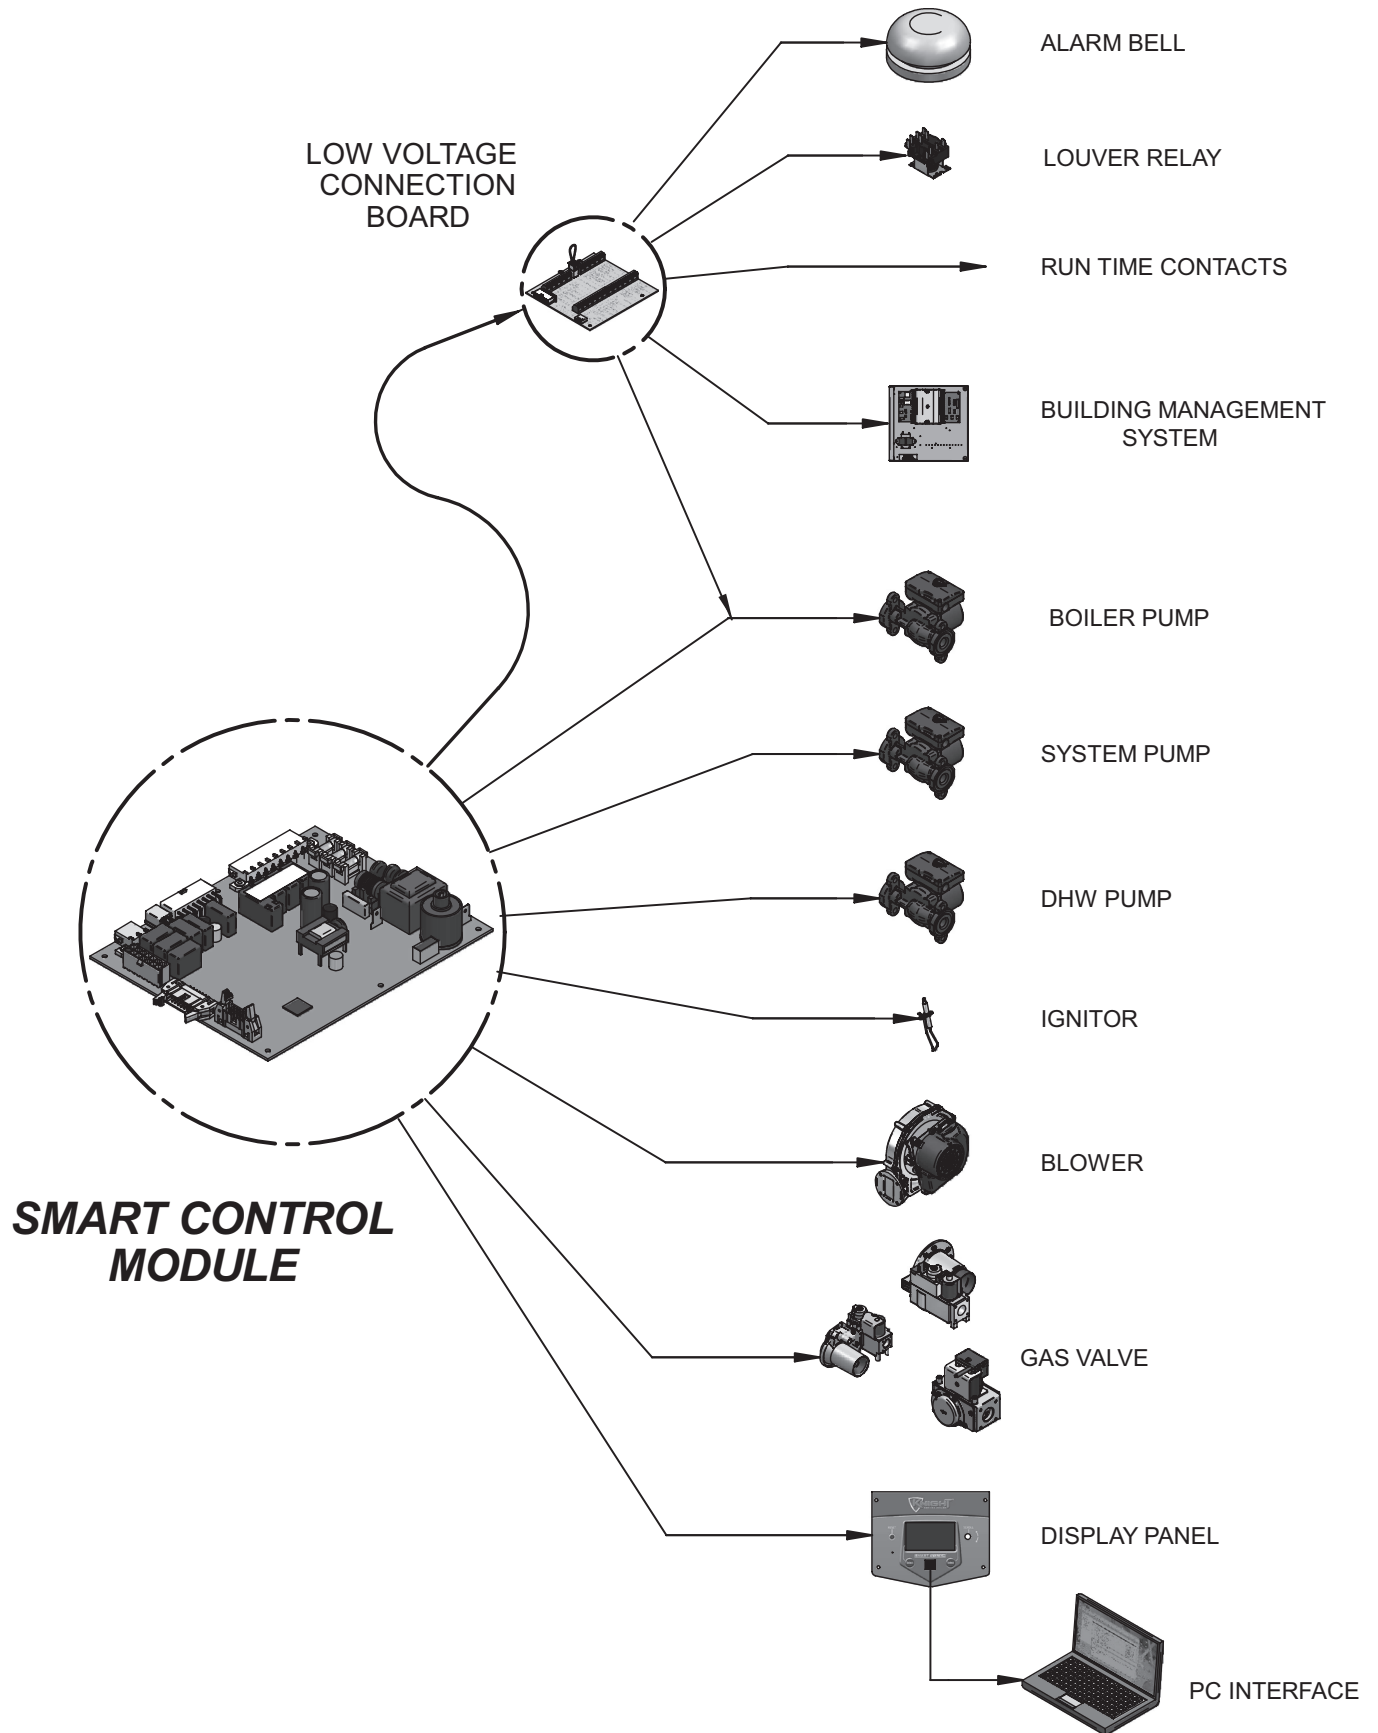 ALARM BELL
LOW VOLTAGE
CONNECTION
BOARD
LOUVER RELAY
RUN TIME CONTACTS
BUILDING MANAGEMENT
SYSTEM
BOILER PUMP
SYSTEM PUMP
DHW PUMP
IGNITOR
BLOWER
SMART CONTROL
MODULE
GAS VALVE
KNIGHT
DISPLAY PANEL
PC INTERFACE